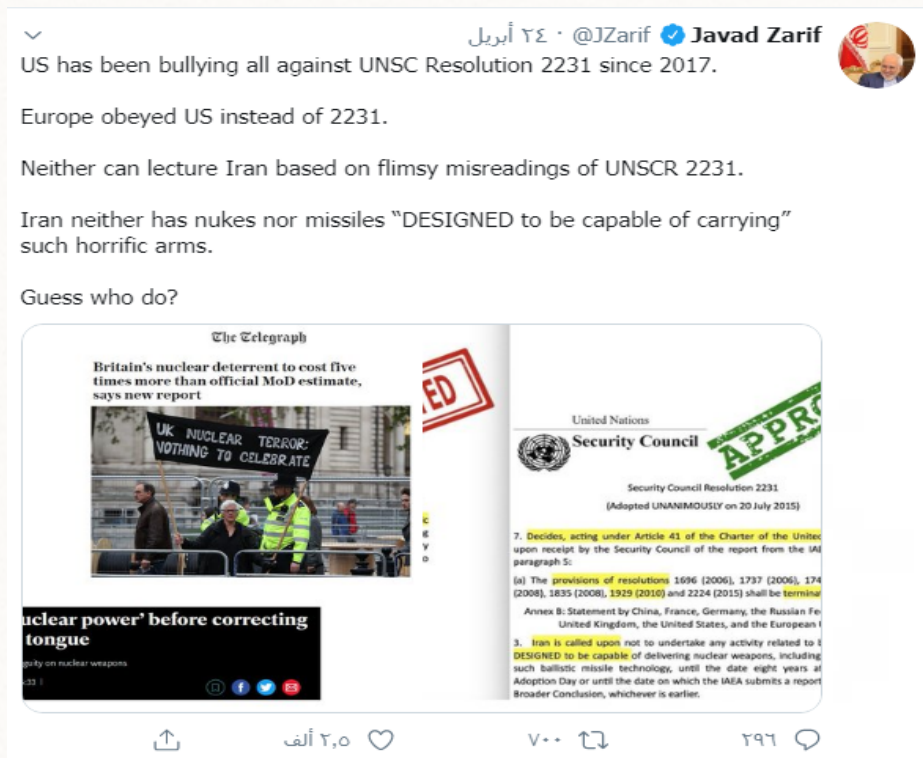 Javad Zarif @JZarif · ٢٤ أبريل
US has been bullying all against UNSC Resolution 2231 since 2017.
Europe obeyed US instead of 2231.
Neither can lecture Iran based on flimsy misreadings of UNSCR 2231.
Iran neither has nukes nor missiles “DESIGNED to be capable of carrying”
such horrific arms.
Guess who do?
The Telegraph
Britain's nuclear deterrent to cost five
times more than official MoD estimate,
says new report
UK NUCLEAR TERROR:
NOTHING TO CELEBRATE
uclear power’ before correcting
tongue
guity on nuclear weapons
:33
ED
c
g
y
o
United Nations
Security Council
APPR
Security Council Resolution 2231
(Adopted UNANIMOUSLY on 20 July 2015)
7. Decides, acting under Article 41 of the Charter of the United
upon receipt by the Security Council of the report from the IAE
paragraph 5:
(a) The provisions of resolutions 1696 (2006), 1737 (2006), 174
(2008), 1835 (2008), 1929 (2010) and 2224 (2015) shall be termina
Annex B: Statement by China, France, Germany, the Russian Fe
United Kingdom, the United States, and the European
3. Iran is called upon not to undertake any activity related to
DESIGNED to be capable of delivering nuclear weapons, including
such ballistic missile technology, until the date eight years af
Adoption Day or until the date on which the IAEA submits a report
Broader Conclusion, whichever is earlier.
٢٩٦
٧٠٠
٢,٥ ألف